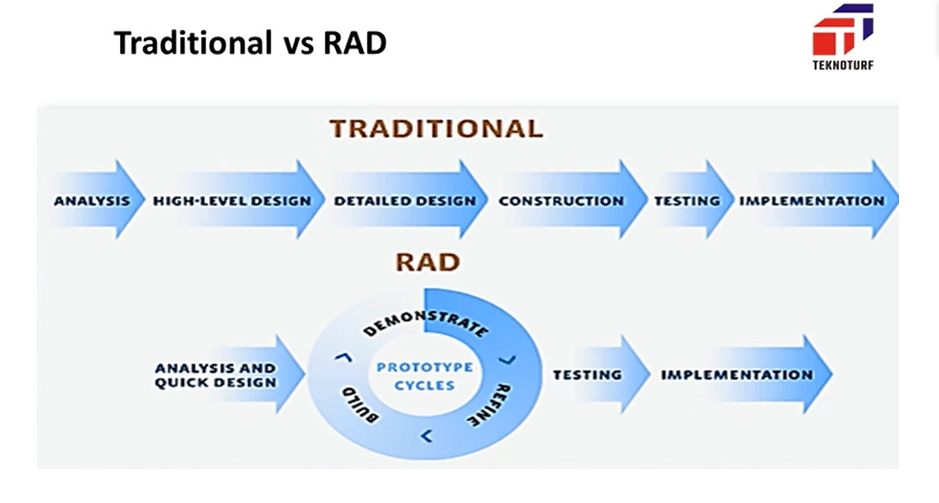 Traditional vs RAD
TEKNOTURF
TRADITIONAL
ANALYSIS
HIGH-LEVEL DESIGN
DETAILED DESIGN
CONSTRUCTION
TESTING
IMPLEMENTATION
RAD
ANALYSIS AND
QUICK DESIGN
DEMONSTRATE
REFINE
BUILD
PROTOTYPE
CYCLES
TESTING
IMPLEMENTATION